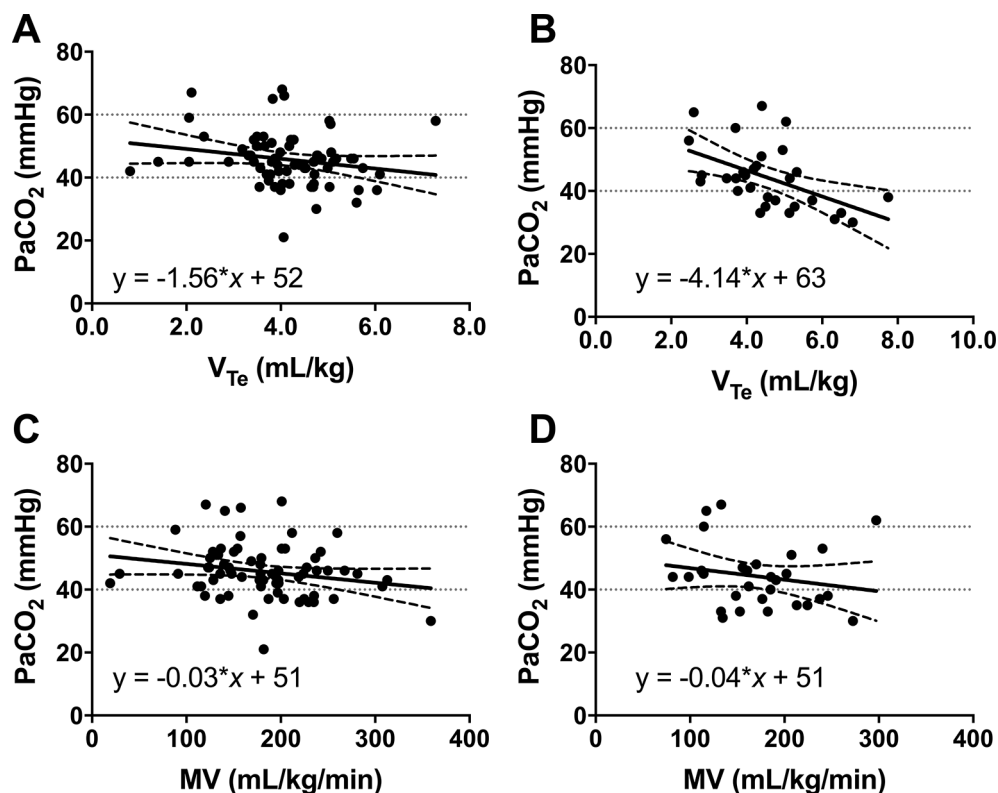 A
PaCO2 (mmHg)
80
60
40
20
0
0.0 2.0 4.0 6.0 8.0
y = -1.56*x + 52
VTe (mL/kg)
B
PaCO2 (mmHg)
80
60
40
20
0
0.0 2.0 4.0 6.0 8.0 10.0
y = -4.14*x + 63
VTe (mL/kg)
C
PaCO2 (mmHg)
80
60
40
20
0
0 100 200 300 400
y = -0.03*x + 51
MV (mL/kg/min)
D
PaCO2 (mmHg)
80
60
40
20
0
0 100 200 300 400
y = -0.04*x + 51
MV (mL/kg/min)